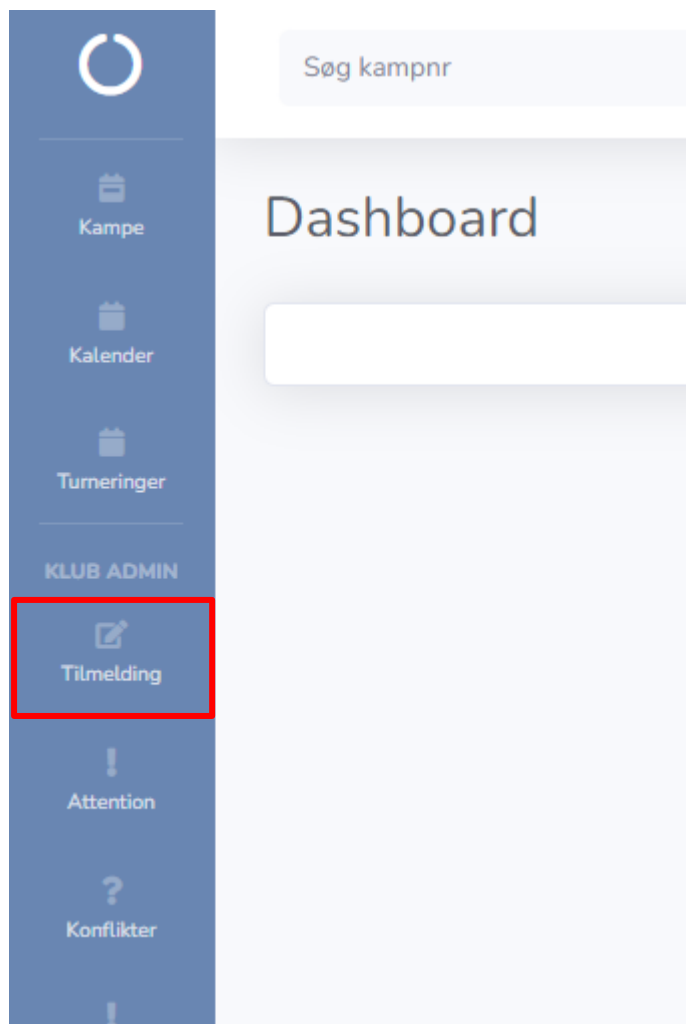 Søg kampnr
Dashboard
Kampe
Kalender
Turneringer
KLUB ADMIN
Tilmelding
Attention
Konflikter